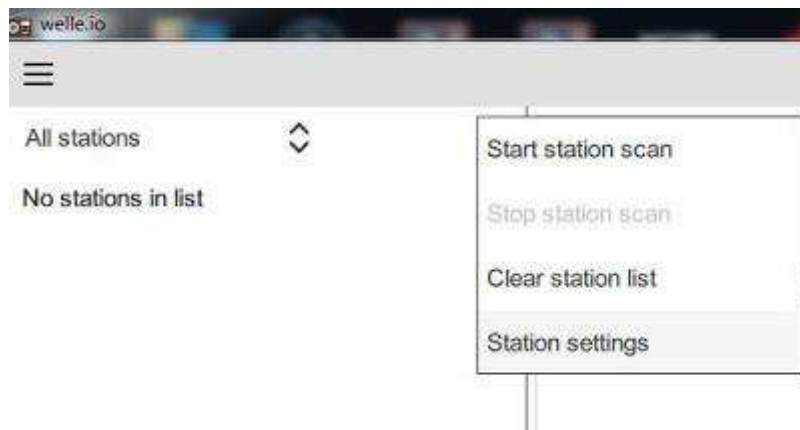 welle.io
All stations
No stations in list
Start station scan
Stop station scan
Clear station list
Station settings